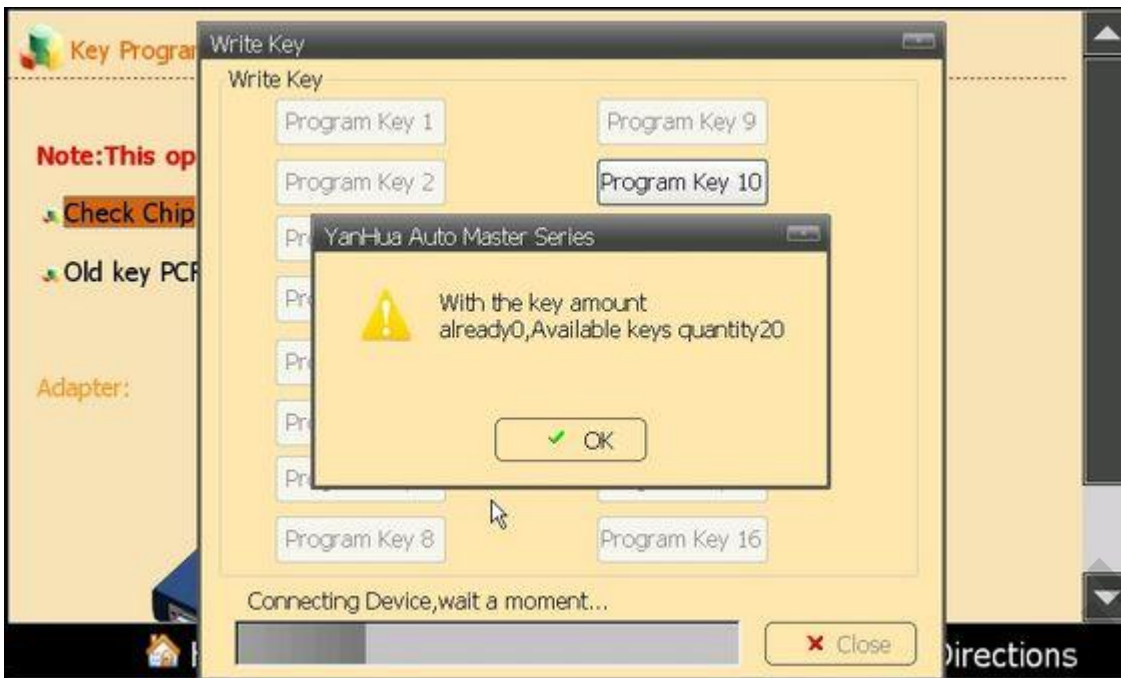 Key Program
Write Key
Write Key
Program Key 1
Program Key 9
Note:This op
Program Key 2
Program Key 10
Check Chip
YanHua Auto Master Series
Old key PCF
With the key amount
already0,Available keys quantity20
Adapter:
OK
Program Key 8
Program Key 16
Connecting Device,wait a moment...
Close
Directions